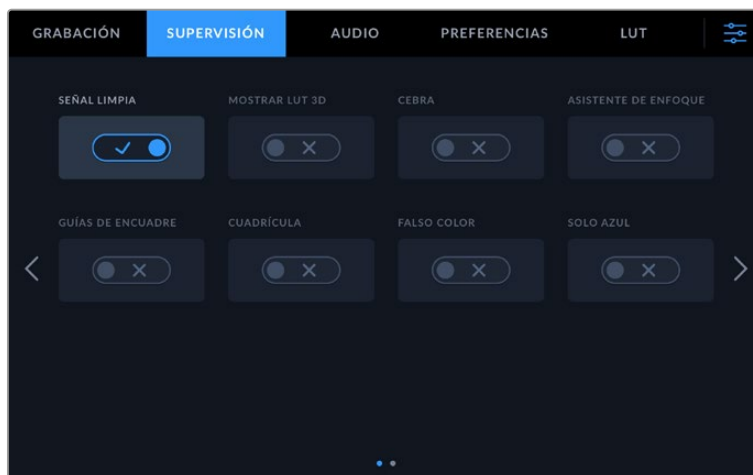 GRABACIÓN SUPERVISIÓN AUDIO PREFERENCIAS LUT
SEÑAL LIMPIA MOSTRAR LUT 3D CEBRA ASISTENTE DE ENFOQUE
GUÍAS DE ENCUADRE CUADRÍCULA FALSO COLOR SOLO AZUL